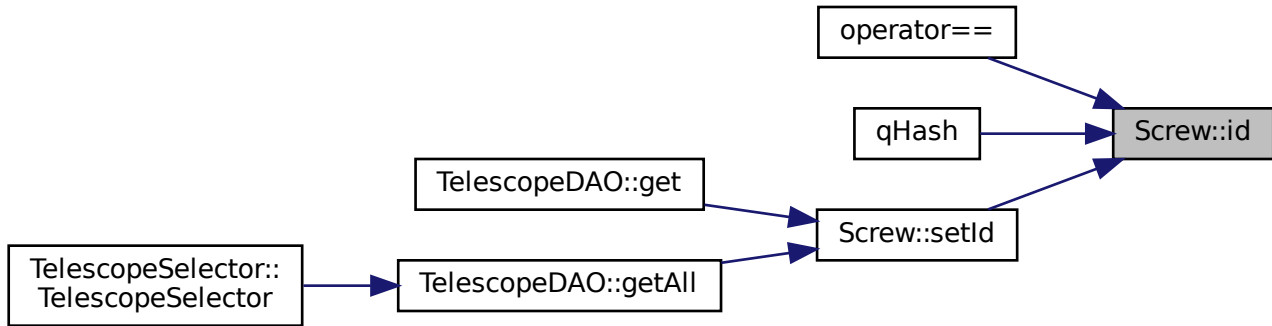 operator==
qHash
Screw::id
TelescopeDAO::get
Screw::setId
TelescopeSelector::
TelescopeSelector
TelescopeDAO::getAll